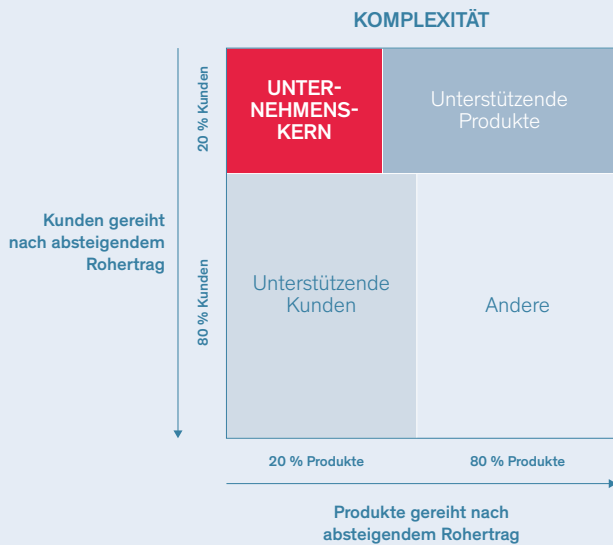 KOMPLEXITÄT
20 % Kunden
UNTER-
NEHMENS-
KERN
Unterstützende
Produkte
Kunden gereiht
nach absteigendem
Rohertrag
80 % Kunden
Unterstützende
Kunden
Andere
20 % Produkte
80 % Produkte
Produkte gereiht nach
absteigendem Rohertrag